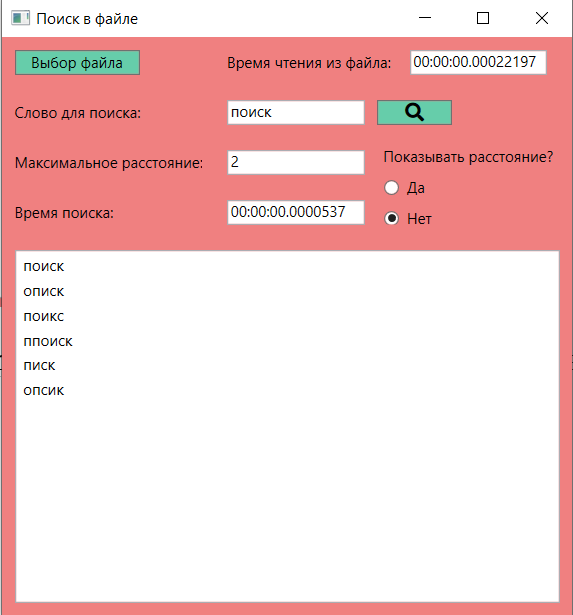 Поиск в файле
Выбор файла
Время чтения из файла: 00:00:00.00022197
Слово для поиска: поиск
Максимальное расстояние: 2
Показывать расстояние?
Да
Время поиска: 00:00:00.0000537
Нет
поиск
описк
поикс
ппоиск
писк
опсик